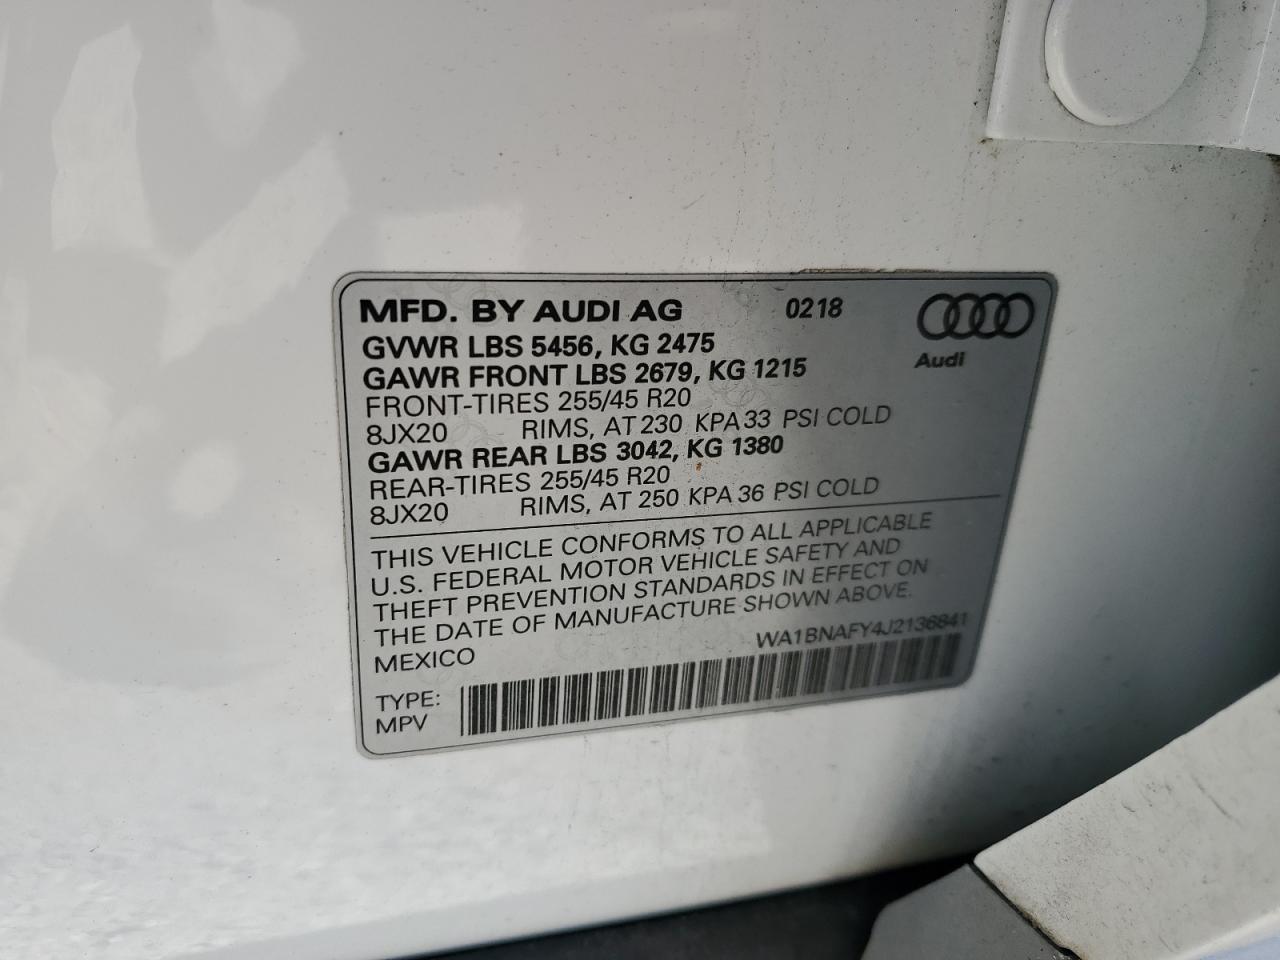 MFD. BY AUDI AG 0218
Audi
GVWR LBS 5456, KG 2475
GAWR FRONT LBS 2679, KG 1215
FRONT-TIRES 255/45 R20
8JX20 RIMS, AT 230 KPA 33 PSI COLD
GAWR REAR LBS 3042, KG 1380
REAR-TIRES 255/45 R20
8JX20 RIMS, AT 250 KPA 36 PSI COLD
THIS VEHICLE CONFORMS TO ALL APPLICABLE
U.S. FEDERAL MOTOR VEHICLE SAFETY AND
THEFT PREVENTION STANDARDS IN EFFECT ON
THE DATE OF MANUFACTURE SHOWN ABOVE.
MEXICO WA1BNAFY4J2136841
TYPE:
MPV